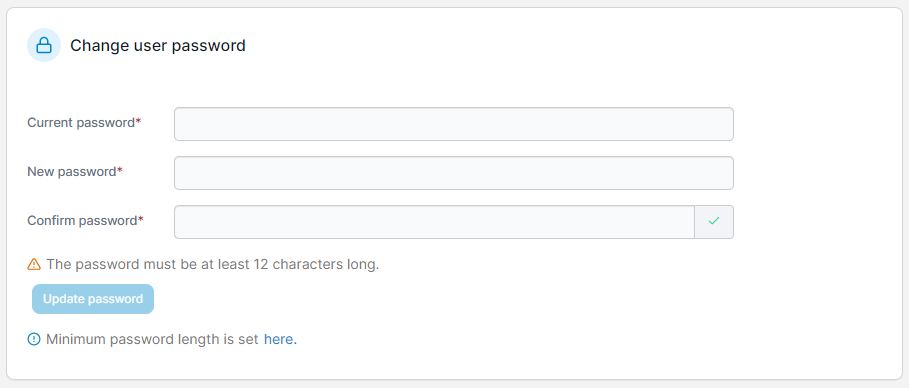 Change user password
Current password*
New password*
Confirm password*
The password must be at least 12 characters long.
Update password
Minimum password length is set here.